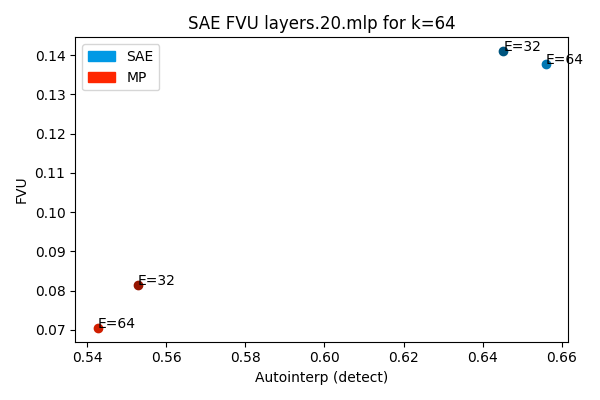 SAE FVU layers.20.mlp for k=64
SAE
MP
E=32
E=64
E=32
E=64
FVU
0.14
0.13
0.12
0.11
0.10
0.09
0.08
0.07
0.54
0.56
0.58
0.60
0.62
0.64
0.66
Autointerp (detect)